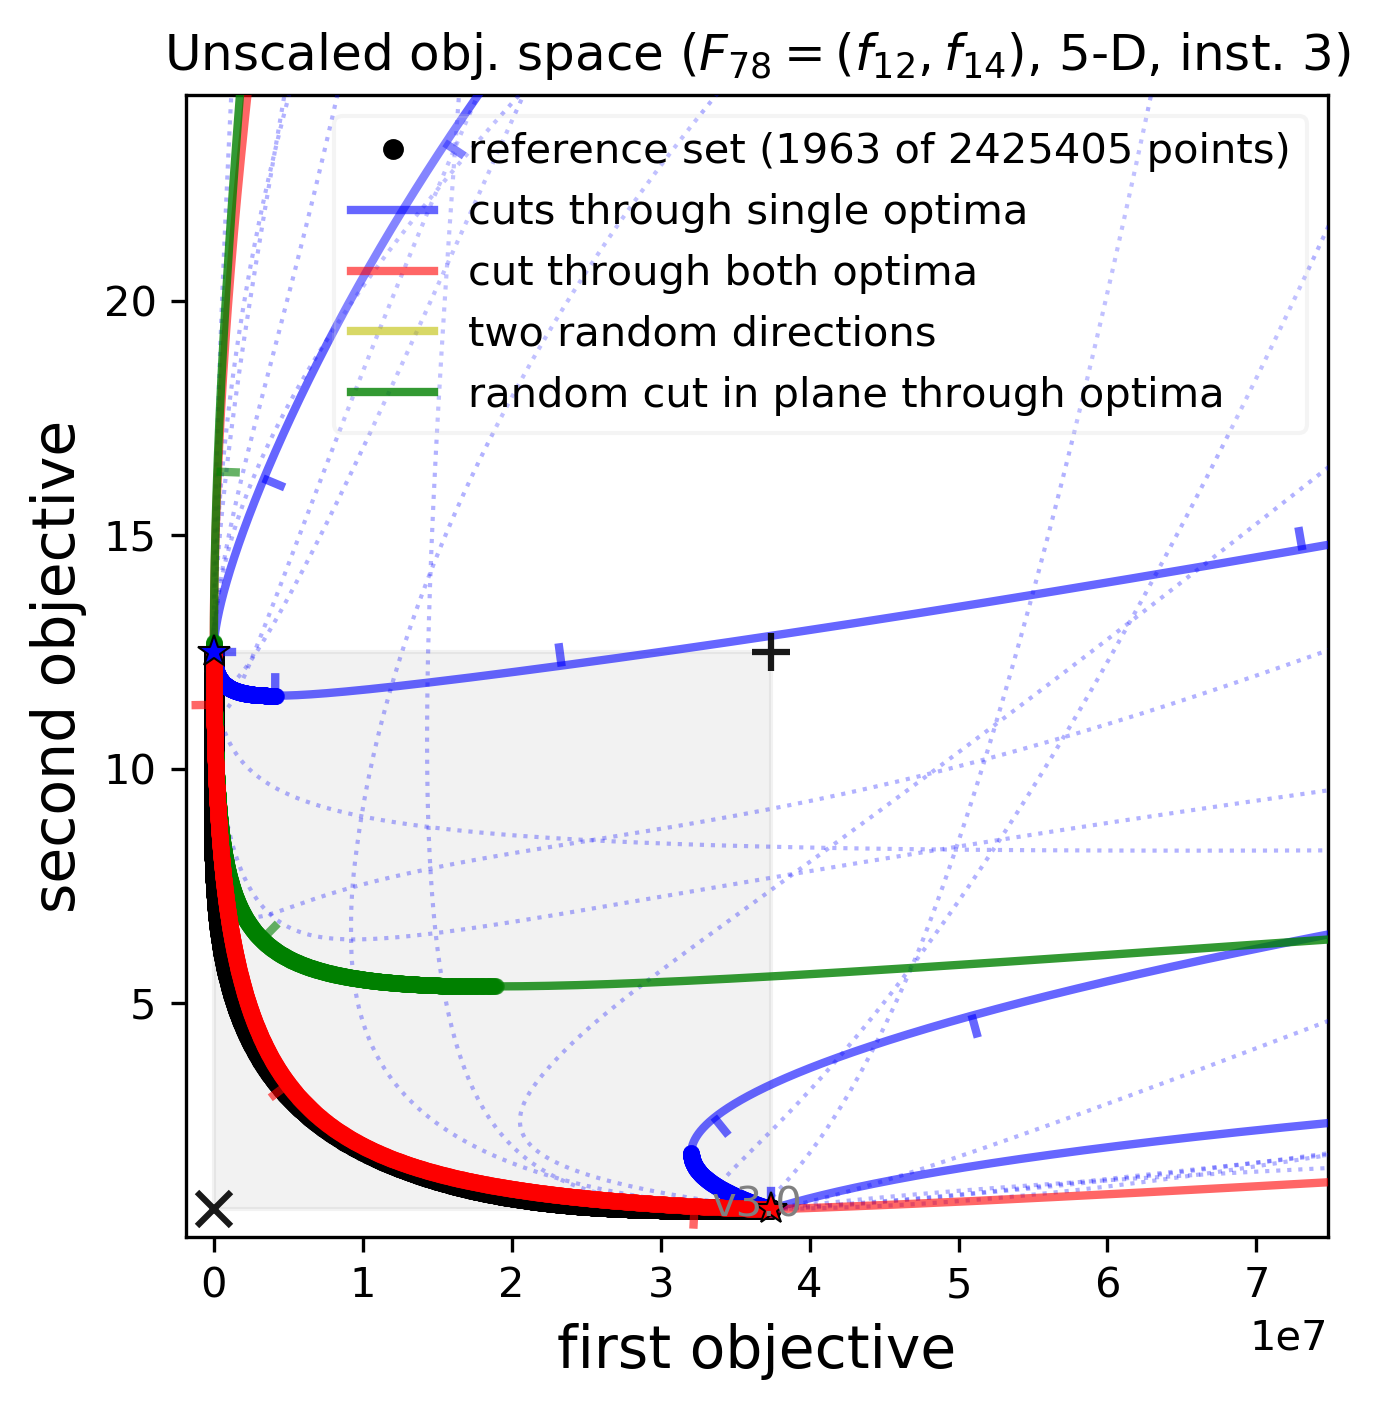 Unscaled obj. space (F₇₈ = (f₁₂, f₁₄), 5-D, inst. 3)
reference set (1963 of 2425405 points)
cuts through single optima
cut through both optima
two random directions
random cut in plane through optima
second objective
20
15
10
5
v3.0
0 1 2 3 4 5 6 7
1e7
first objective